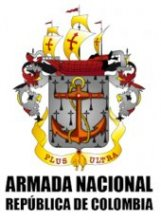 PLUS ULTRA
ARMADA NACIONAL
REPÚBLICA DE COLOMBIA